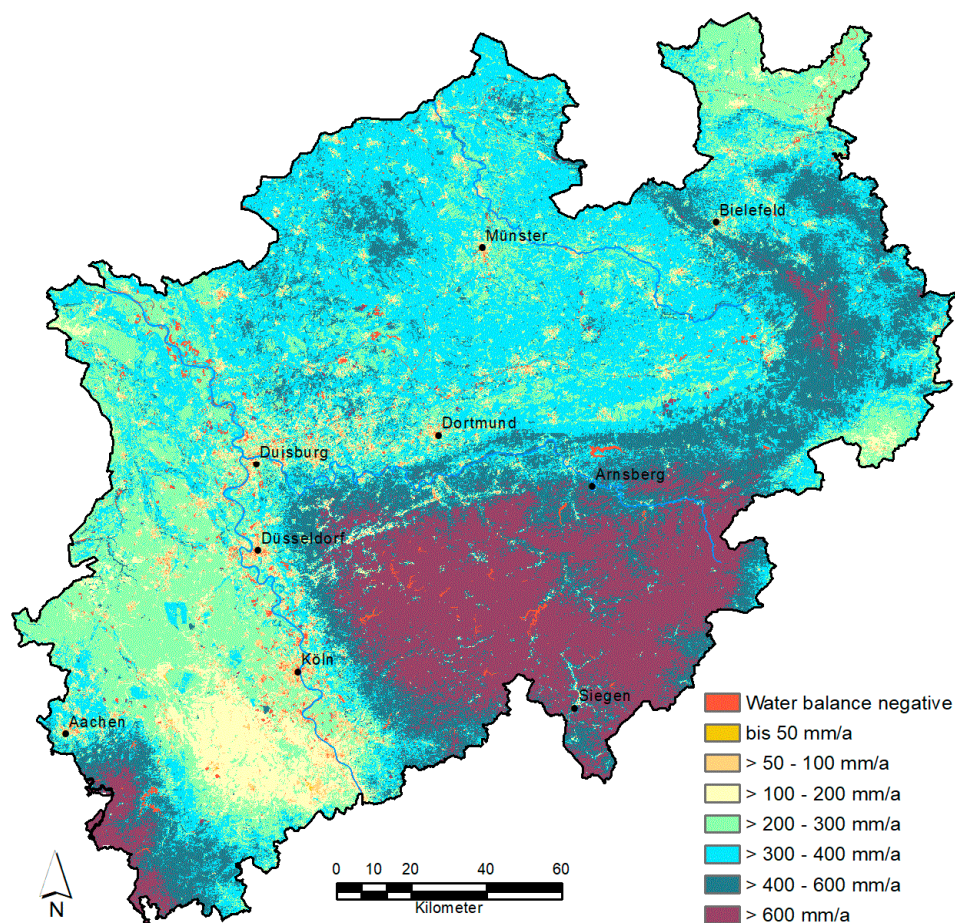 Bielefeld
Münster
Dortmund
Duisburg
Arnsberg
Düsseldorf
Köln
Siegen
Aachen
Water balance negative
bis 50 mm/a
> 50 - 100 mm/a
> 100 - 200 mm/a
> 200 - 300 mm/a
> 300 - 400 mm/a
> 400 - 600 mm/a
> 600 mm/a
N
0 10 20 40 60
Kilometer